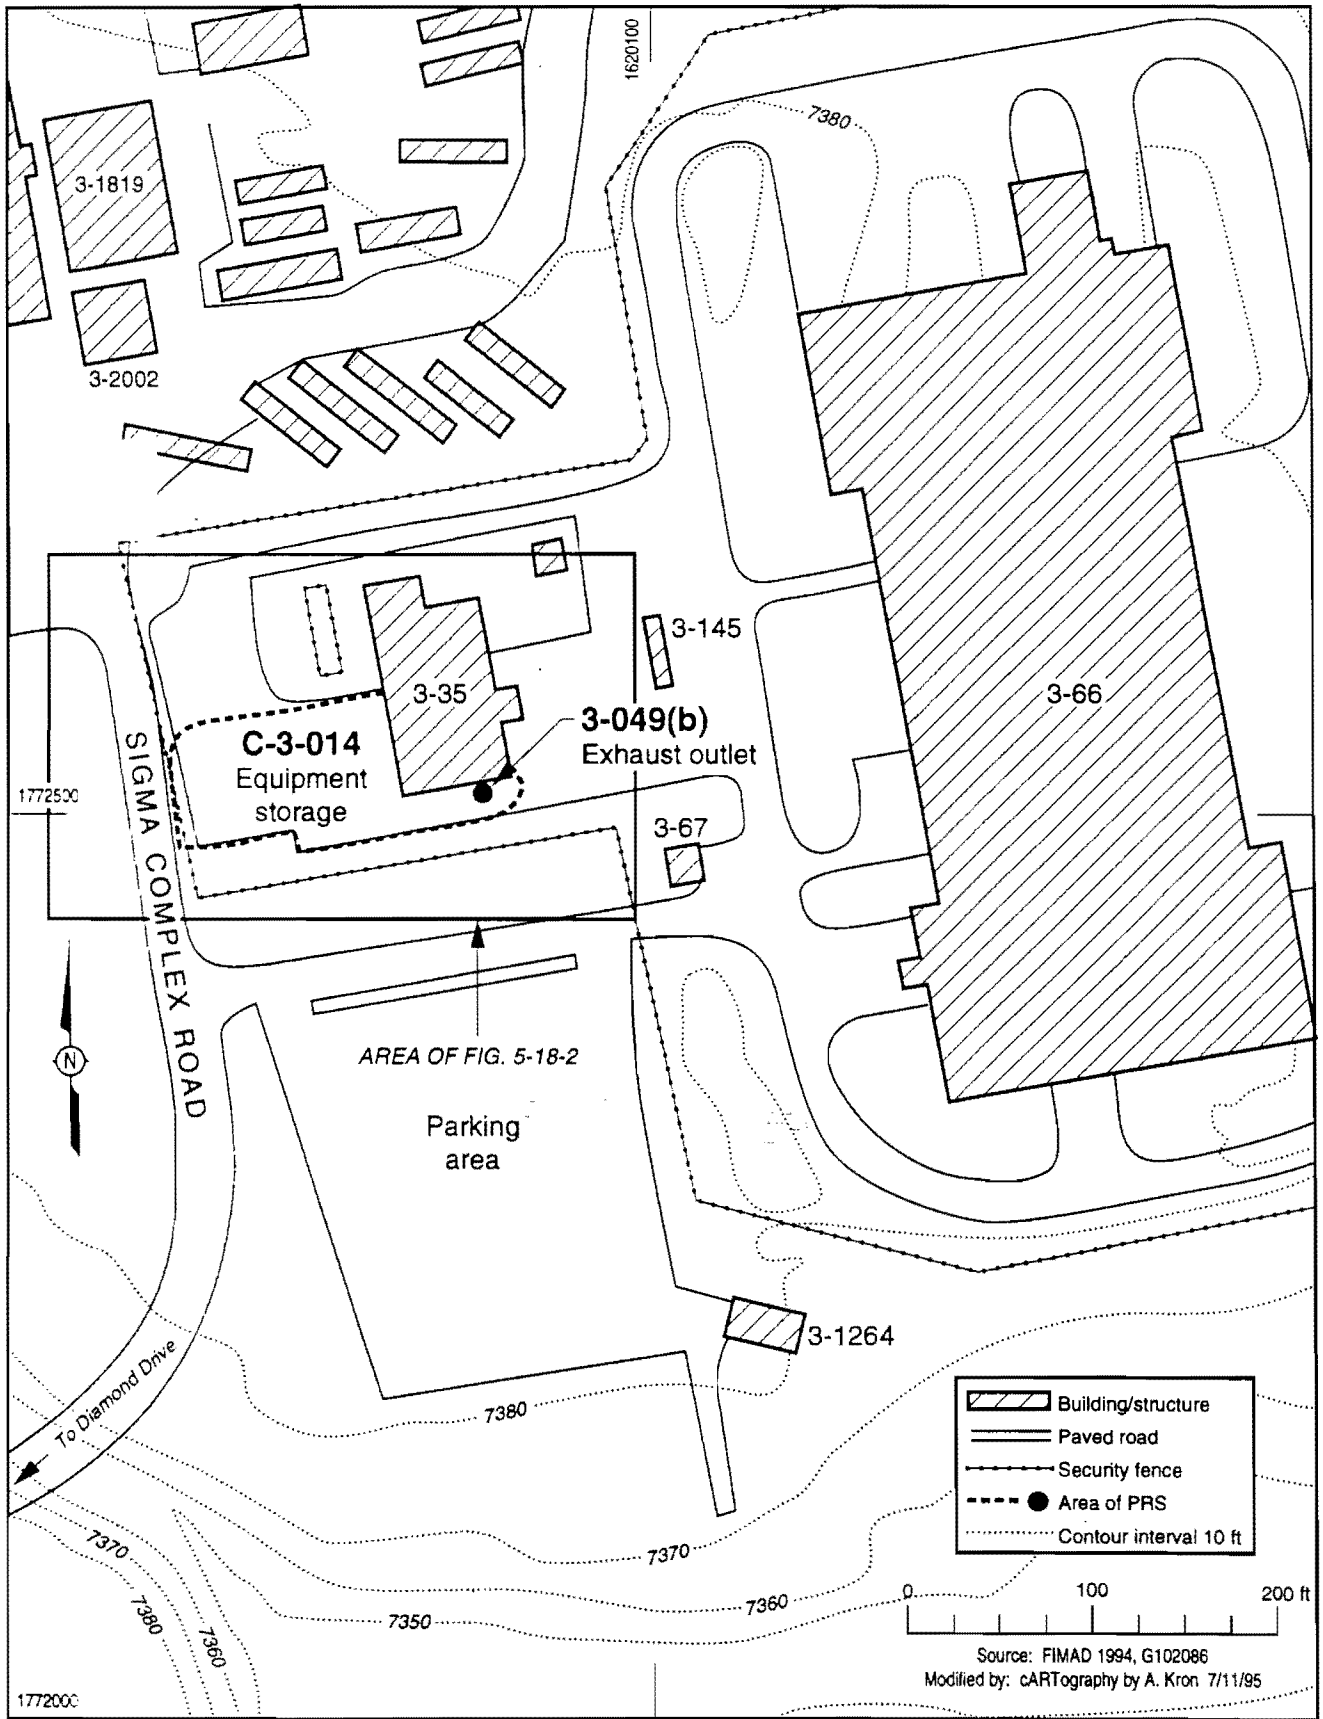 1620100
7380
3-1819
3-2002
3-145
3-35
3-66
3-049(b)
Exhaust outlet
C-3-014
Equipment
storage
1772500
3-67
SIGMA COMPLEX ROAD
N
AREA OF FIG. 5-18-2
Parking
area
3-1264
To Diamond Drive
7380
7370
7370
7380
7360
7360
7350
Building/structure
Paved road
Security fence
Area of PRS
Contour interval 10 ft
0 100 200 ft
Source: FIMAD 1994, G102086
Modified by: cARTography by A. Kron 7/11/95
1772000